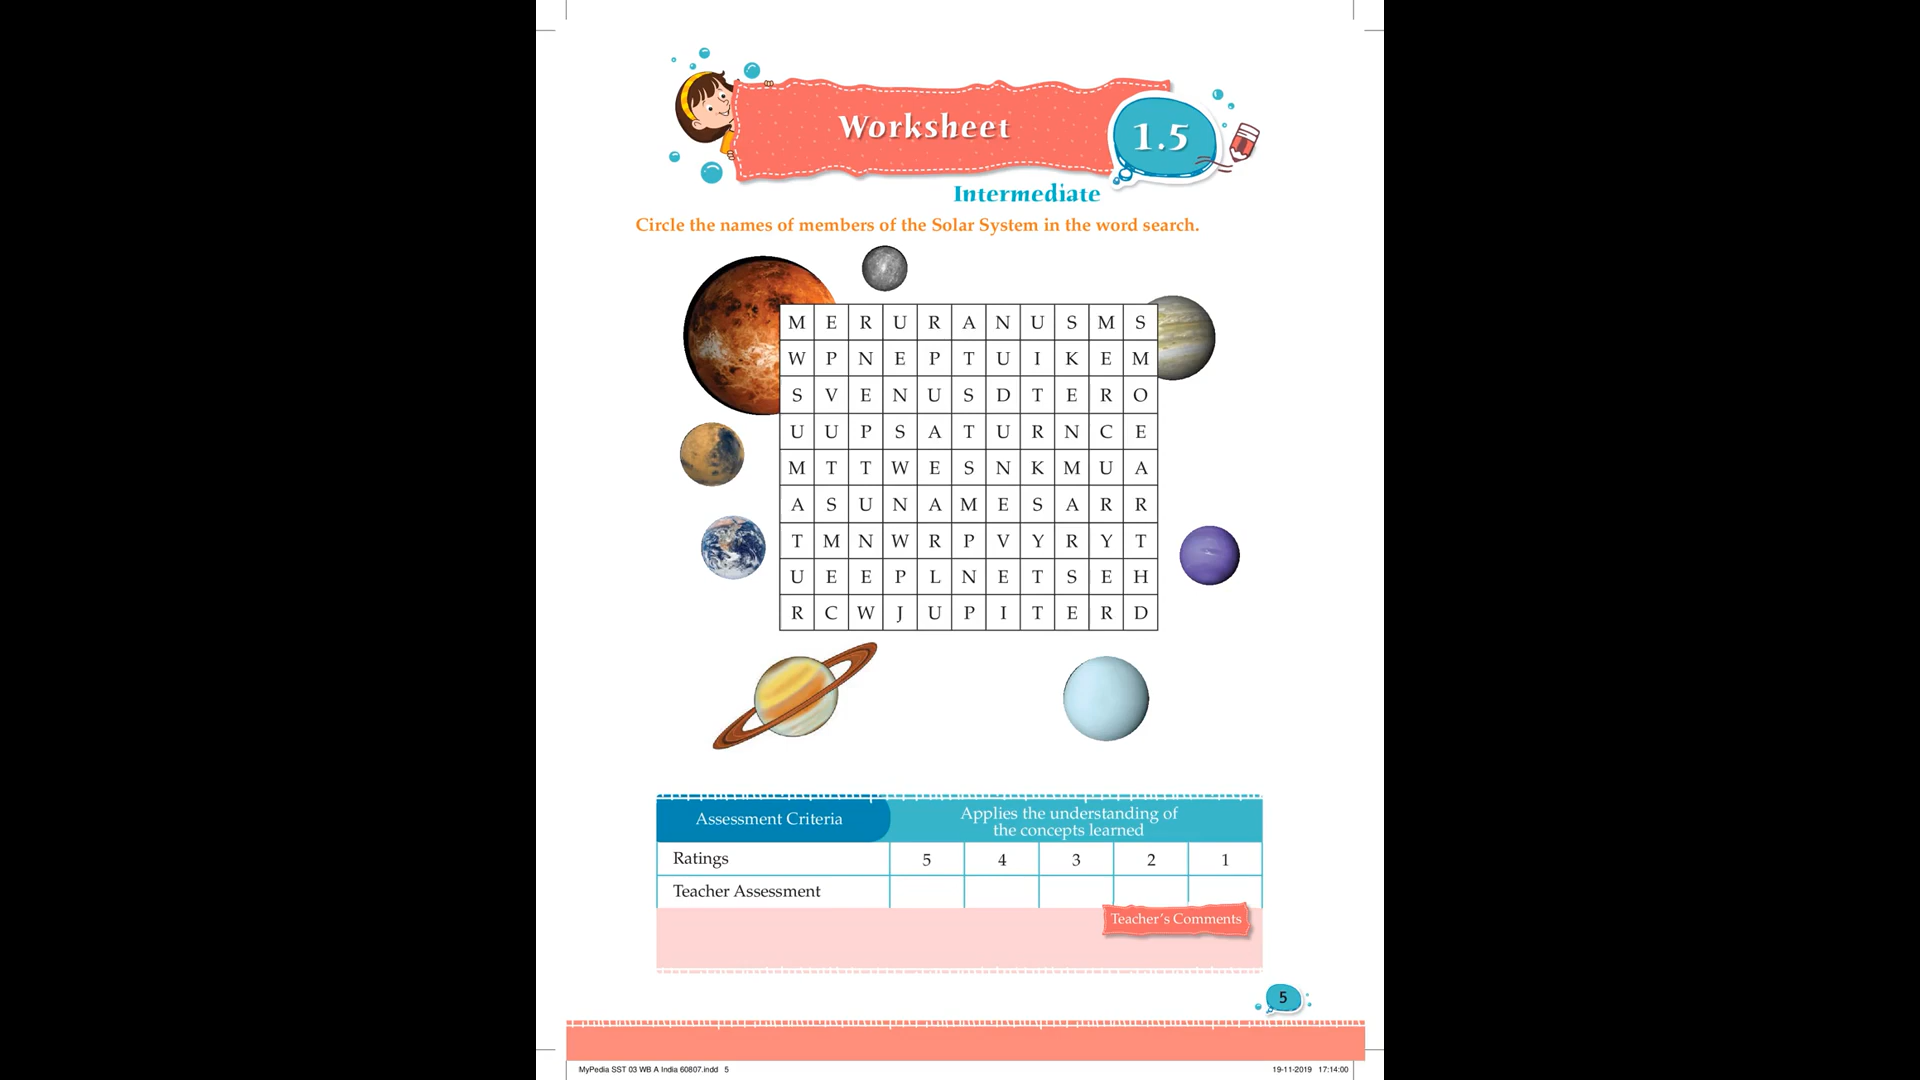 Worksheet
1.5
Intermediate
Circle the names of members of the Solar System in the word search.
M E R U R A N U S M S
W P N E P T U I K E M
S V E N U S D T E R O
U U P S A T U R N C E
M T T W E S N K M U A
A S U N A M E S A R R
T M N W R P V Y R Y T
U E E P L N E T S E H
R C W J U P I T E R D
Assessment Criteria
Applies the understanding of
the concepts learned
Ratings 5 4 3 2 1
Teacher Assessment
Teacher's Comments
5
MyPedia SST 03 WB A India 60807.indd 5
19-11-2019 17:14:00